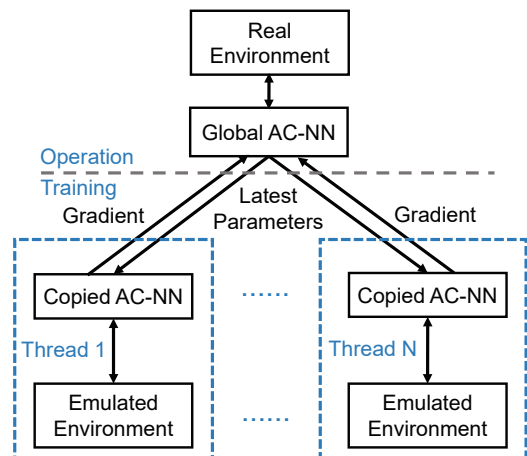 Real
Environment
Global AC-NN
Operation
Training
Gradient
Latest
Parameters
Gradient
Copied AC-NN
......
Copied AC-NN
Thread 1
Thread N
Emulated
Environment
......
Emulated
Environment